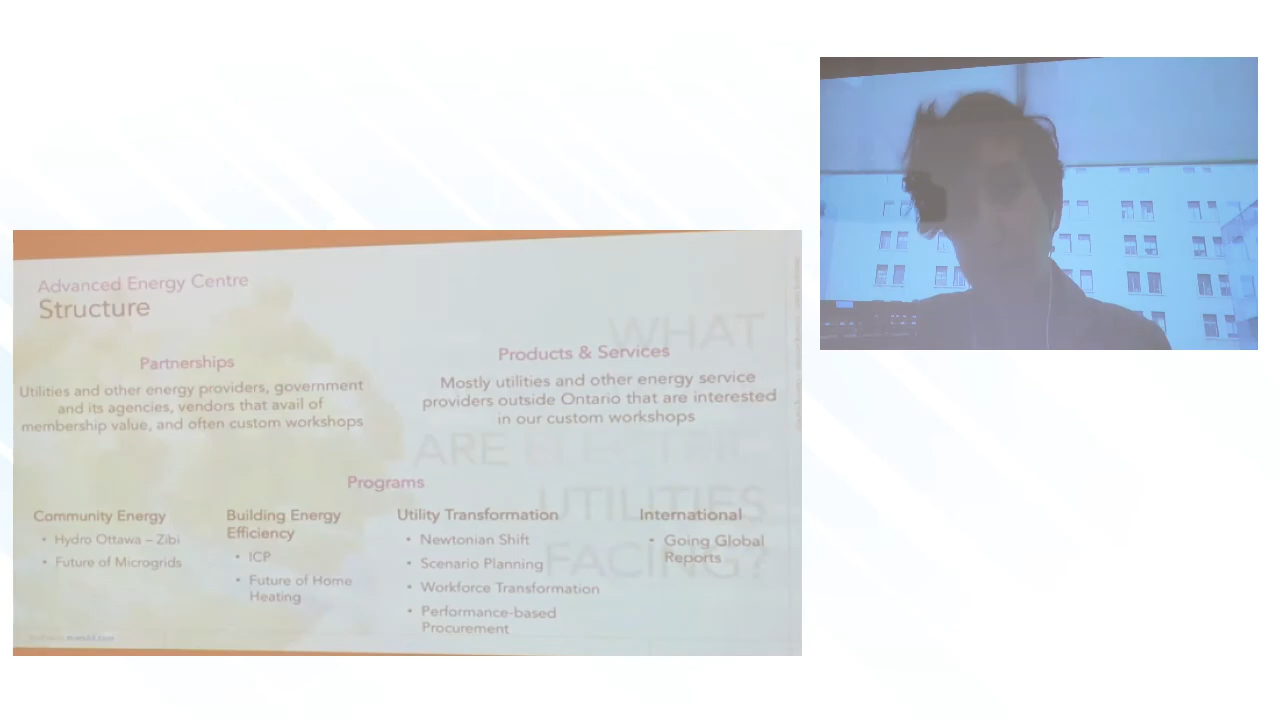 Advanced Energy Centre
Structure
Partnerships
Utilities and other energy providers, government
and its agencies, vendors that avail of
membership value, and often custom workshops
Products & Services
Mostly utilities and other energy service
providers outside Ontario that are interested
in our custom workshops
WHAT
ARE ELECTRIC
UTILITIES
FACING?
Programs
Community Energy
• Hydro Ottawa – Zibi
• Future of Microgrids
Building Energy
Efficiency
• ICP
• Future of Home
Heating
Utility Transformation
• Newtonian Shift
• Scenario Planning
• Workforce Transformation
• Performance-based
Procurement
International
• Going Global
Reports